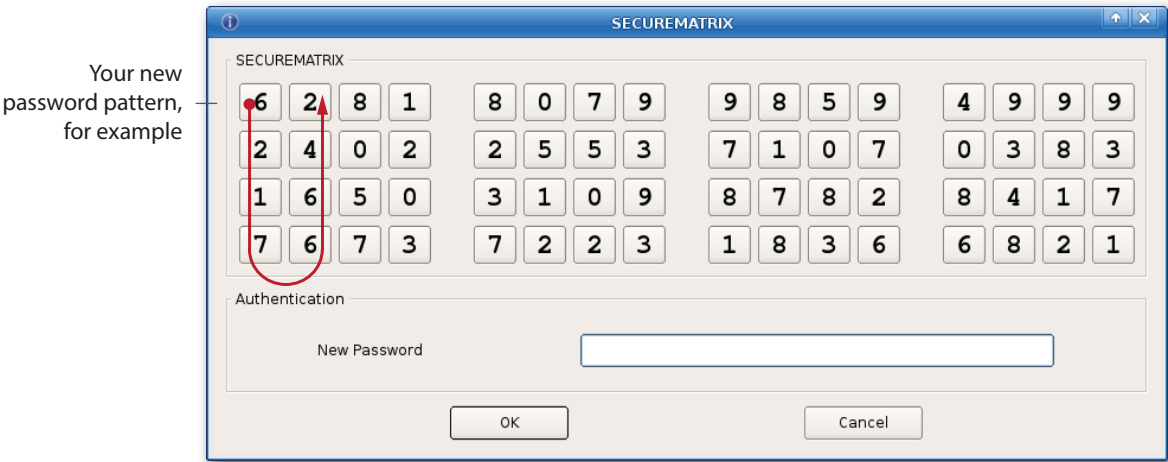 SECUREMATRIX
SECUREMATRIX
Your new
password pattern,
for example
6 2 8 1 8 0 7 9 9 8 5 9 4 9 9 9
2 4 0 2 2 5 5 3 7 1 0 7 0 3 8 3
1 6 5 0 3 1 0 9 8 7 8 2 8 4 1 7
7 6 7 3 7 2 2 3 1 8 3 6 6 8 2 1
Authentication
New Password
OK Cancel